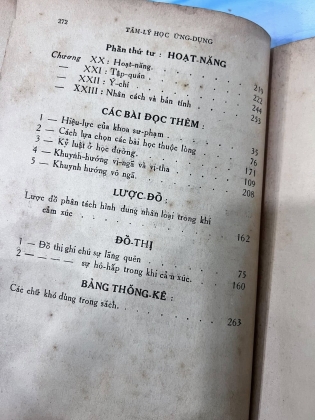 272
TÂM-LÝ HỌC ỨNG-DỤNG
Phần thứ tư : HOẠT-NĂNG
Chương XX : Hoạt-năng. 219
— XXI : Tập-quán. 222
— XXII : Ý-chí 244
— XXIII : Nhân cách và bản tính 253
CÁC BÀI ĐỌC THÊM :
1 — Hiệu-lực của khoa sư-phạm 35
2 — Cách lựa chọn các bài học thuộc lòng 76
3 — Kỷ luật ở học đường. 171
4 — Khuynh-hướng vị-ngã và vị-tha 109
5 — Khuynh hướng vô ngã. 208
LƯỢC-ĐỒ :
Lược đồ phân tách hình dung nhân loại trong khi
cảm xúc 162
ĐỒ-THỊ
1 — Đồ thị ghi chú sự lãng quên 75
2 — — — — sự hô-hấp trong khi cảm xúc. 160
BẢNG THỐNG-KÊ :
Các chữ khó dùng trong sách. 263